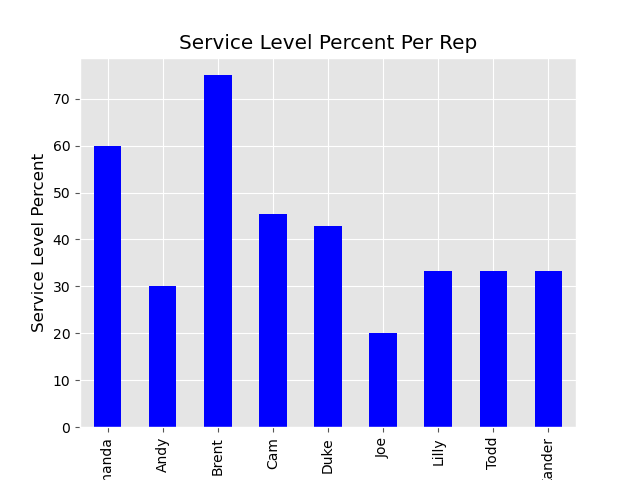 Service Level Percent Per Rep
Service Level Percent
70
60
50
40
30
20
10
0
Andy
Brent
Cam
Duke
Joe
Lilly
Todd